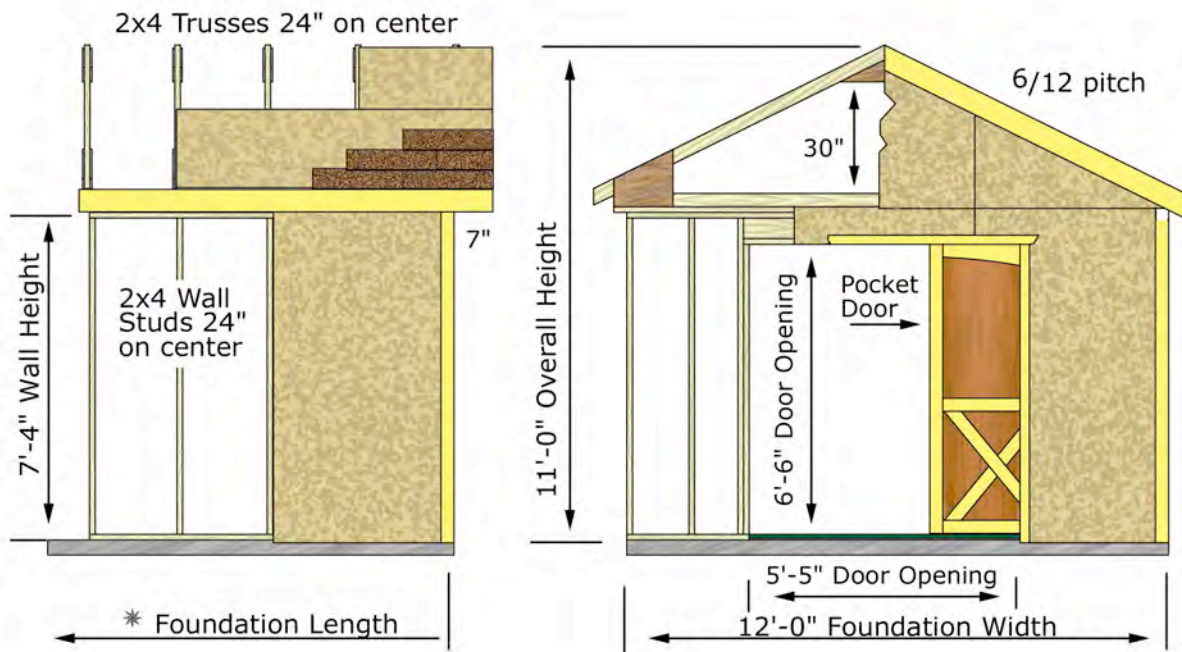 2x4 Trusses 24" on center
7"
7'-4" Wall Height
2x4 Wall
Studs 24"
on center
✷ Foundation Length
6/12 pitch
30"
11'-0" Overall Height
6'-6" Door Opening
Pocket
Door
5'-5" Door Opening
12'-0" Foundation Width